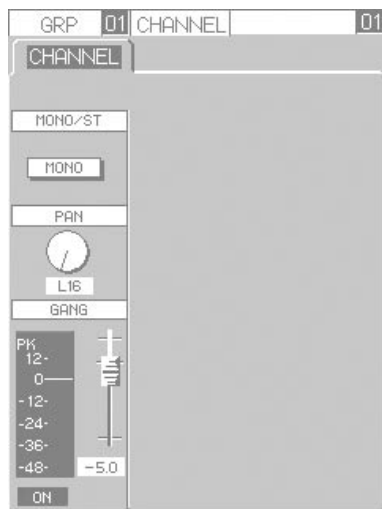 GRP 01 CHANNEL 01
CHANNEL
MONO/ST
MONO
PAN
L16
GANG
PK
12-
0
-12-
-24-
-36-
-48-
-5.0
ON